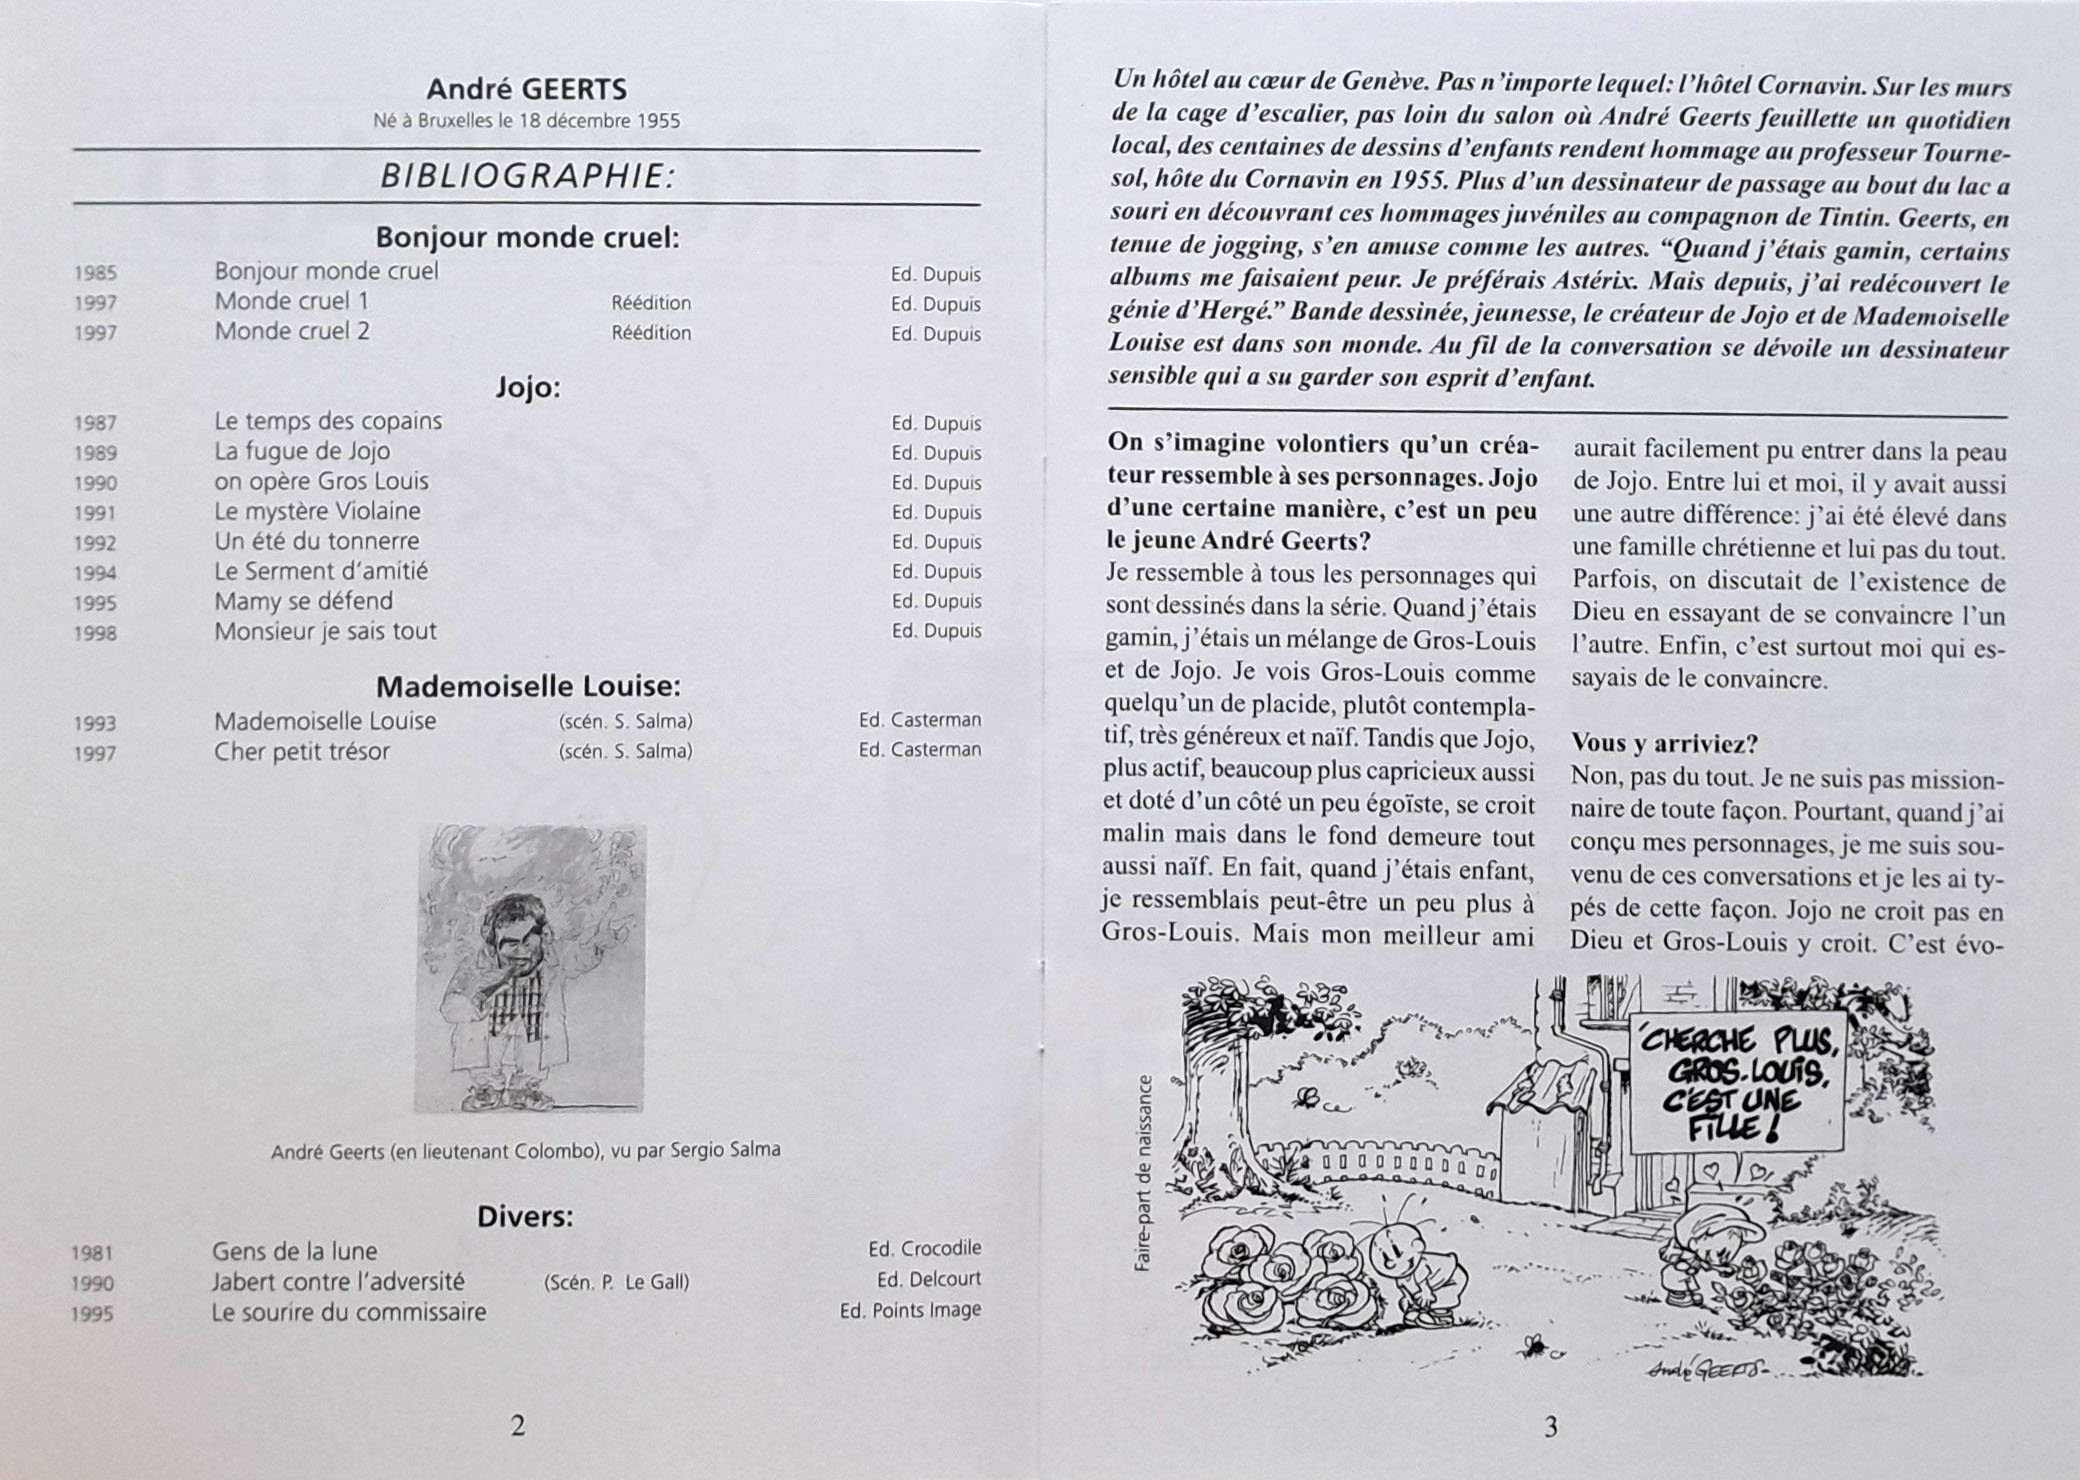 André GEERTS
Né à Bruxelles le 18 décembre 1955
BIBLIOGRAPHIE:
Bonjour monde cruel:
1985 Bonjour monde cruel Ed. Dupuis
1997 Monde cruel 1 Réédition Ed. Dupuis
1997 Monde cruel 2 Réédition Ed. Dupuis
Jojo:
1987 Le temps des copains Ed. Dupuis
1989 La fugue de Jojo Ed. Dupuis
1990 on opère Gros Louis Ed. Dupuis
1991 Le mystère Violaine Ed. Dupuis
1992 Un été du tonnerre Ed. Dupuis
1994 Le Serment d'amitié Ed. Dupuis
1995 Mamy se défend Ed. Dupuis
1998 Monsieur je sais tout Ed. Dupuis
Mademoiselle Louise:
1993 Mademoiselle Louise (scén. S. Salma) Ed. Casterman
1997 Cher petit trésor (scén. S. Salma) Ed. Casterman
André Geerts (en lieutenant Colombo), vu par Sergio Salma
Divers:
1981 Gens de la lune Ed. Crocodile
1990 Jabert contre l'adversité (Scén. P. Le Gall) Ed. Delcourt
1995 Le sourire du commissaire Ed. Points Image
2
Un hôtel au cœur de Genève. Pas n'importe lequel: l'hôtel Cornavin. Sur les murs
de la cage d'escalier, pas loin du salon où André Geerts feuillette un quotidien
local, des centaines de dessins d'enfants rendent hommage au professeur Tourne-
sol, hôte du Cornavin en 1955. Plus d'un dessinateur de passage au bout du lac a
souri en découvrant ces hommages juvéniles au compagnon de Tintin. Geerts, en
tenue de jogging, s'en amuse comme les autres. “Quand j'étais gamin, certains
albums me faisaient peur. Je préférais Astérix. Mais depuis, j'ai redécouvert le
génie d'Hergé.” Bande dessinée, jeunesse, le créateur de Jojo et de Mademoiselle
Louise est dans son monde. Au fil de la conversation se dévoile un dessinateur
sensible qui a su garder son esprit d'enfant.
On s'imagine volontiers qu'un créa-
teur ressemble à ses personnages. Jojo
d'une certaine manière, c'est un peu
le jeune André Geerts?
Je ressemble à tous les personnages qui
sont dessinés dans la série. Quand j'étais
gamin, j'étais un mélange de Gros-Louis
et de Jojo. Je vois Gros-Louis comme
quelqu'un de placide, plutôt contempla-
tif, très généreux et naïf. Tandis que Jojo,
plus actif, beaucoup plus capricieux aussi
et doté d'un côté un peu égoïste, se croit
malin mais dans le fond demeure tout
aussi naïf. En fait, quand j'étais enfant,
je ressemblais peut-être un peu plus à
Gros-Louis. Mais mon meilleur ami
aurait facilement pu entrer dans la peau
de Jojo. Entre lui et moi, il y avait aussi
une autre différence: j'ai été élevé dans
une famille chrétienne et lui pas du tout.
Parfois, on discutait de l'existence de
Dieu en essayant de se convaincre l'un
l'autre. Enfin, c'est surtout moi qui es-
sayais de le convaincre.
Vous y arriviez?
Non, pas du tout. Je ne suis pas mission-
naire de toute façon. Pourtant, quand j'ai
conçu mes personnages, je me suis sou-
venu de ces conversations et je les ai ty-
pés de cette façon. Jojo ne croit pas en
Dieu et Gros-Louis y croit. C'est évo-
Faire-part de naissance
'CHERCHE PLUS,
GROS-LOUIS,
C'EST UNE
FILLE!
André GEERTS
3